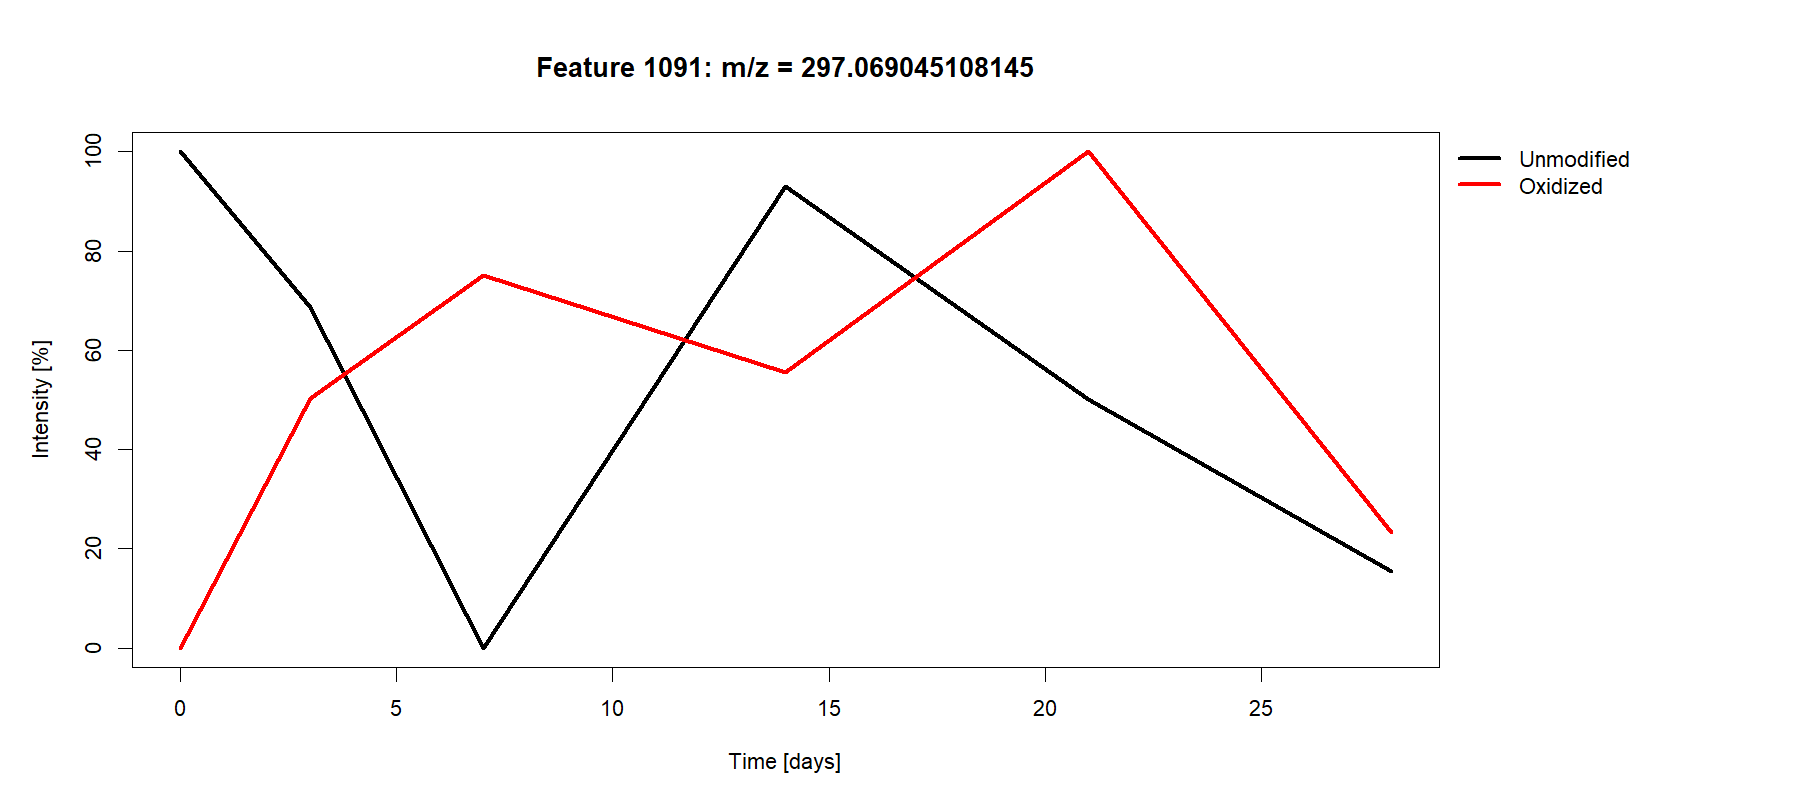 Feature 1091: m/z = 297.069045108145
Unmodified
Oxidized
Intensity [%]
100
80
60
40
20
0
0 5 10 15 20 25
Time [days]